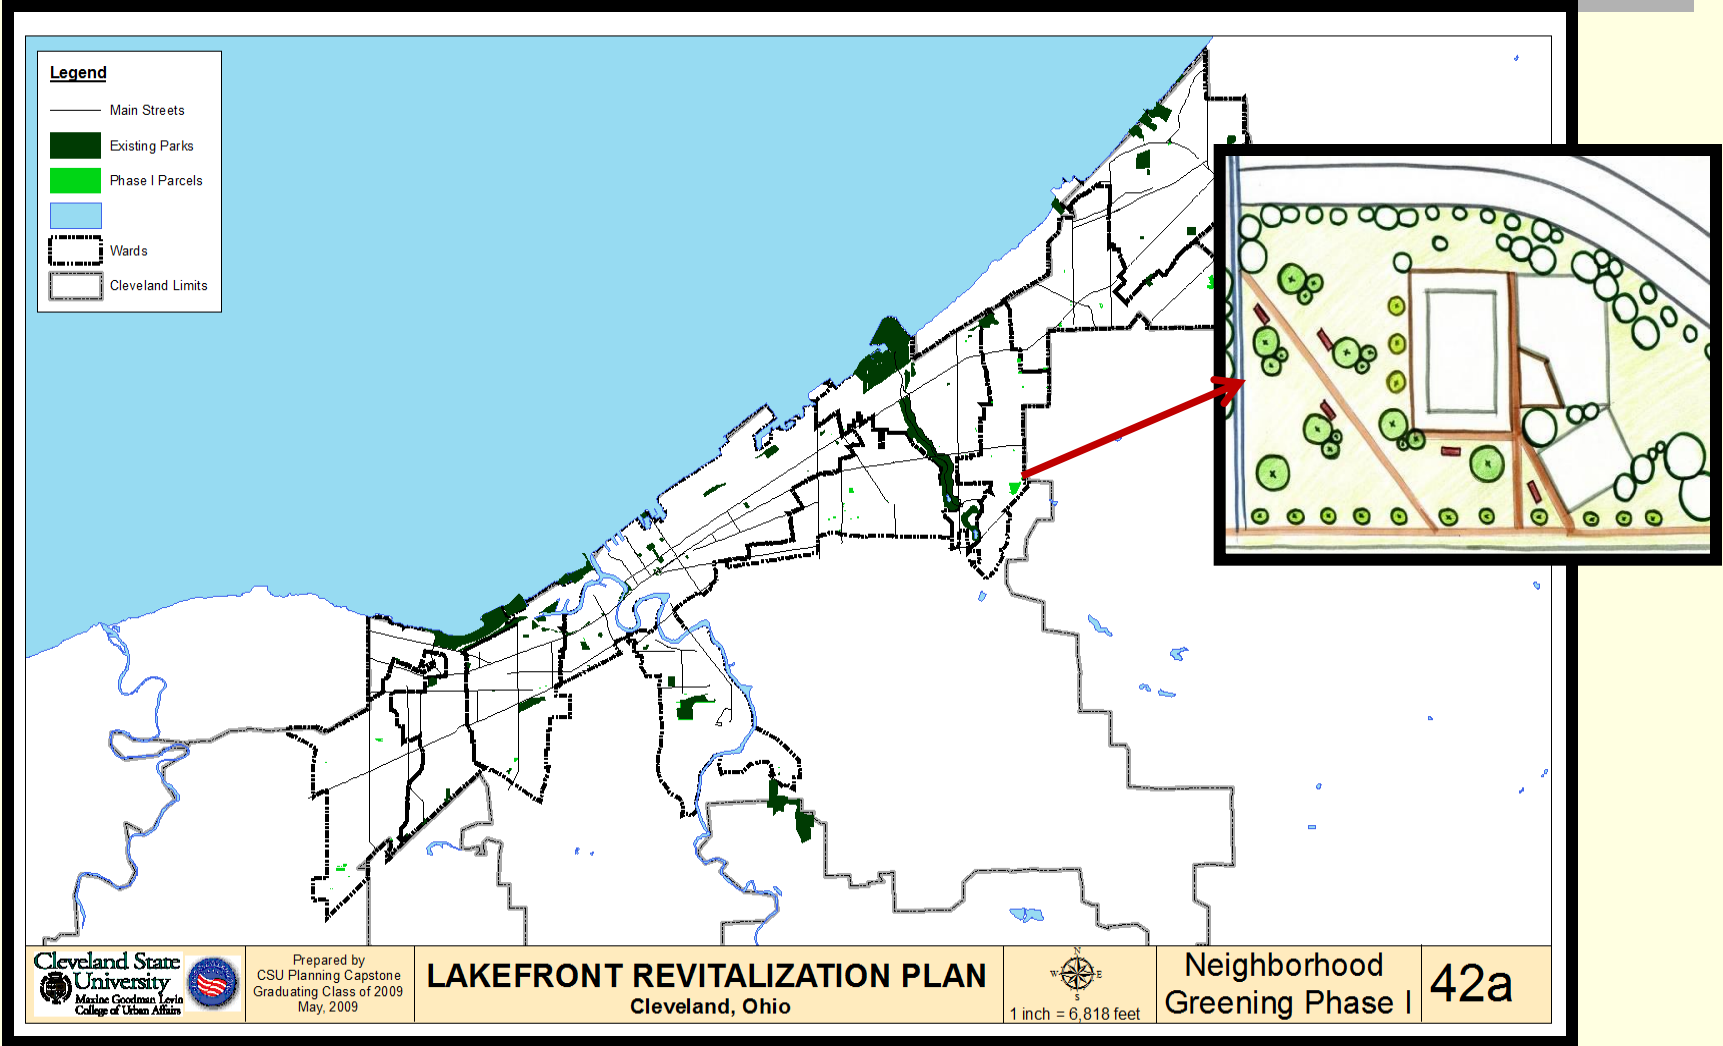 Legend
Main Streets
Existing Parks
Phase I Parcels
Wards
Cleveland Limits
Cleveland State
University
Maxine Goodman Levin
College of Urban Affairs
Prepared by
CSU Planning Capstone
Graduating Class of 2009
May, 2009
LAKEFRONT REVITALIZATION PLAN
Cleveland, Ohio
N
W E
S
1 inch = 6,818 feet
Neighborhood
Greening Phase I
42a